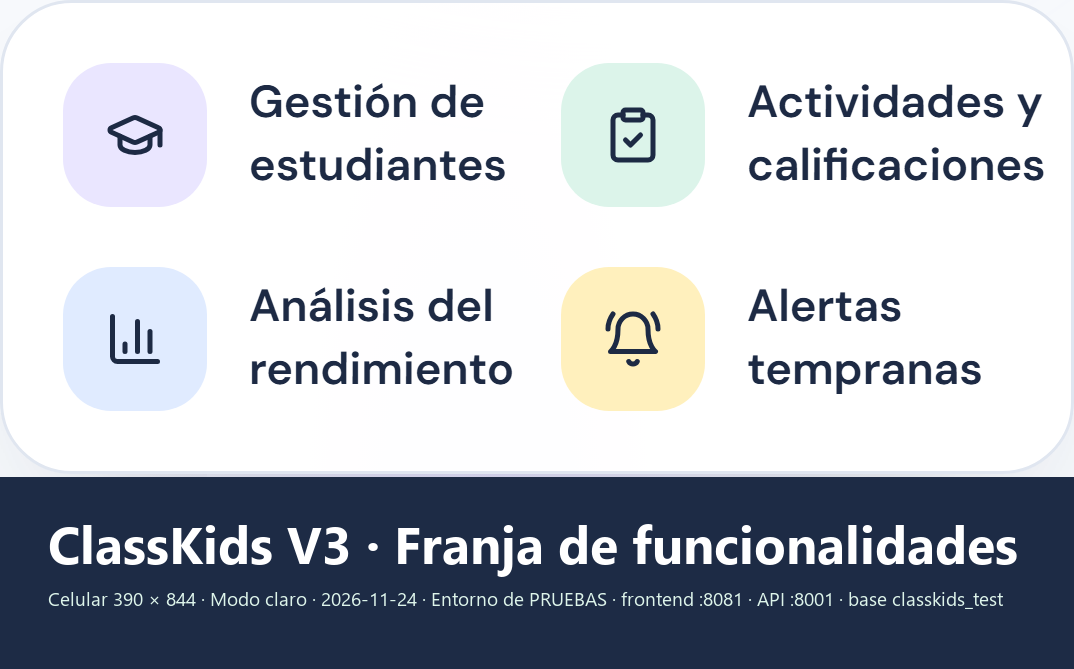 Gestión de
estudiantes
Actividades y
calificaciones
Análisis del
rendimiento
Alertas
tempranas
ClassKids V3 · Franja de funcionalidades
Celular 390 × 844 · Modo claro · 2026-11-24 · Entorno de PRUEBAS · frontend :8081 · API :8001 · base classkids_test